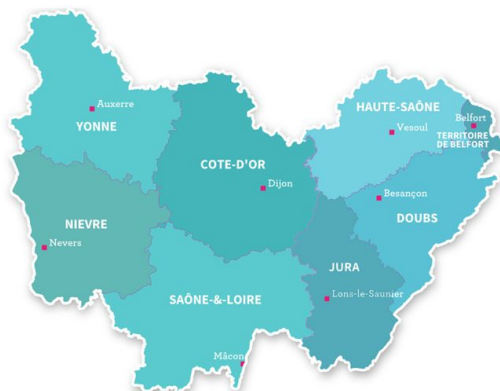 Auxerre
YONNE
HAUTE-SAÔNE
Belfort
Vesoul
TERRITOIRE
DE BELFORT
COTE-D'OR
Dijon
Besançon
DOUBS
NIEVRE
Nevers
JURA
SAÔNE-&-LOIRE
Lons-le-Saunier
Mâcon